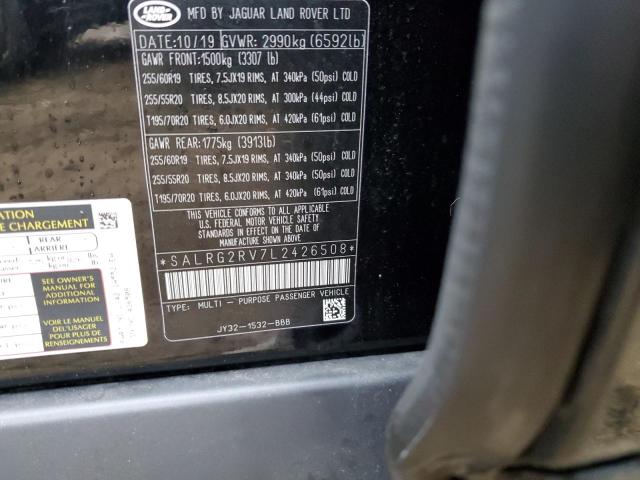 LAND ROVER
MFD BY JAGUAR LAND ROVER LTD
DATE: 10/19 GVWR: 2990kg (6592lb)
GAWR FRONT: 1500kg (3307 lb)
255/60R19 TIRES, 7.5JX19 RIMS, AT 340kPa (50psi) COLD
255/55R20 TIRES, 8.5JX20 RIMS, AT 300kPa (44psi) COLD
T195/70R20 TIRES, 6.0JX20 RIMS, AT 420kPa (61psi) COLD
GAWR REAR: 1775kg (3913lb)
255/60R19 TIRES, 7.5JX19 RIMS, AT 340kPa (50psi) COLD
255/55R20 TIRES, 8.5JX20 RIMS, AT 340kPa (50psi) COLD
T195/70R20 TIRES, 6.0JX20 RIMS, AT 420kPa (61psi) COLD
THIS VEHICLE CONFORMS TO ALL APPLICABLE
U.S. FEDERAL MOTOR VEHICLE SAFETY
STANDARDS IN EFFECT ON THE DATE OF
MANUFACTURE SHOWN ABOVE
*SALRG2RV7L2426508*
TYPE: MULTI - PURPOSE PASSENGER VEHICLE
JY32-1532-BBB
CHARGEMENT
REAR
ARRIÈRE
SEE OWNER'S
MANUAL FOR
ADDITIONAL
INFORMATION
VOIR LE MANUEL
DE L'USAGER
POUR PLUS DE
RENSEIGNEMENTS